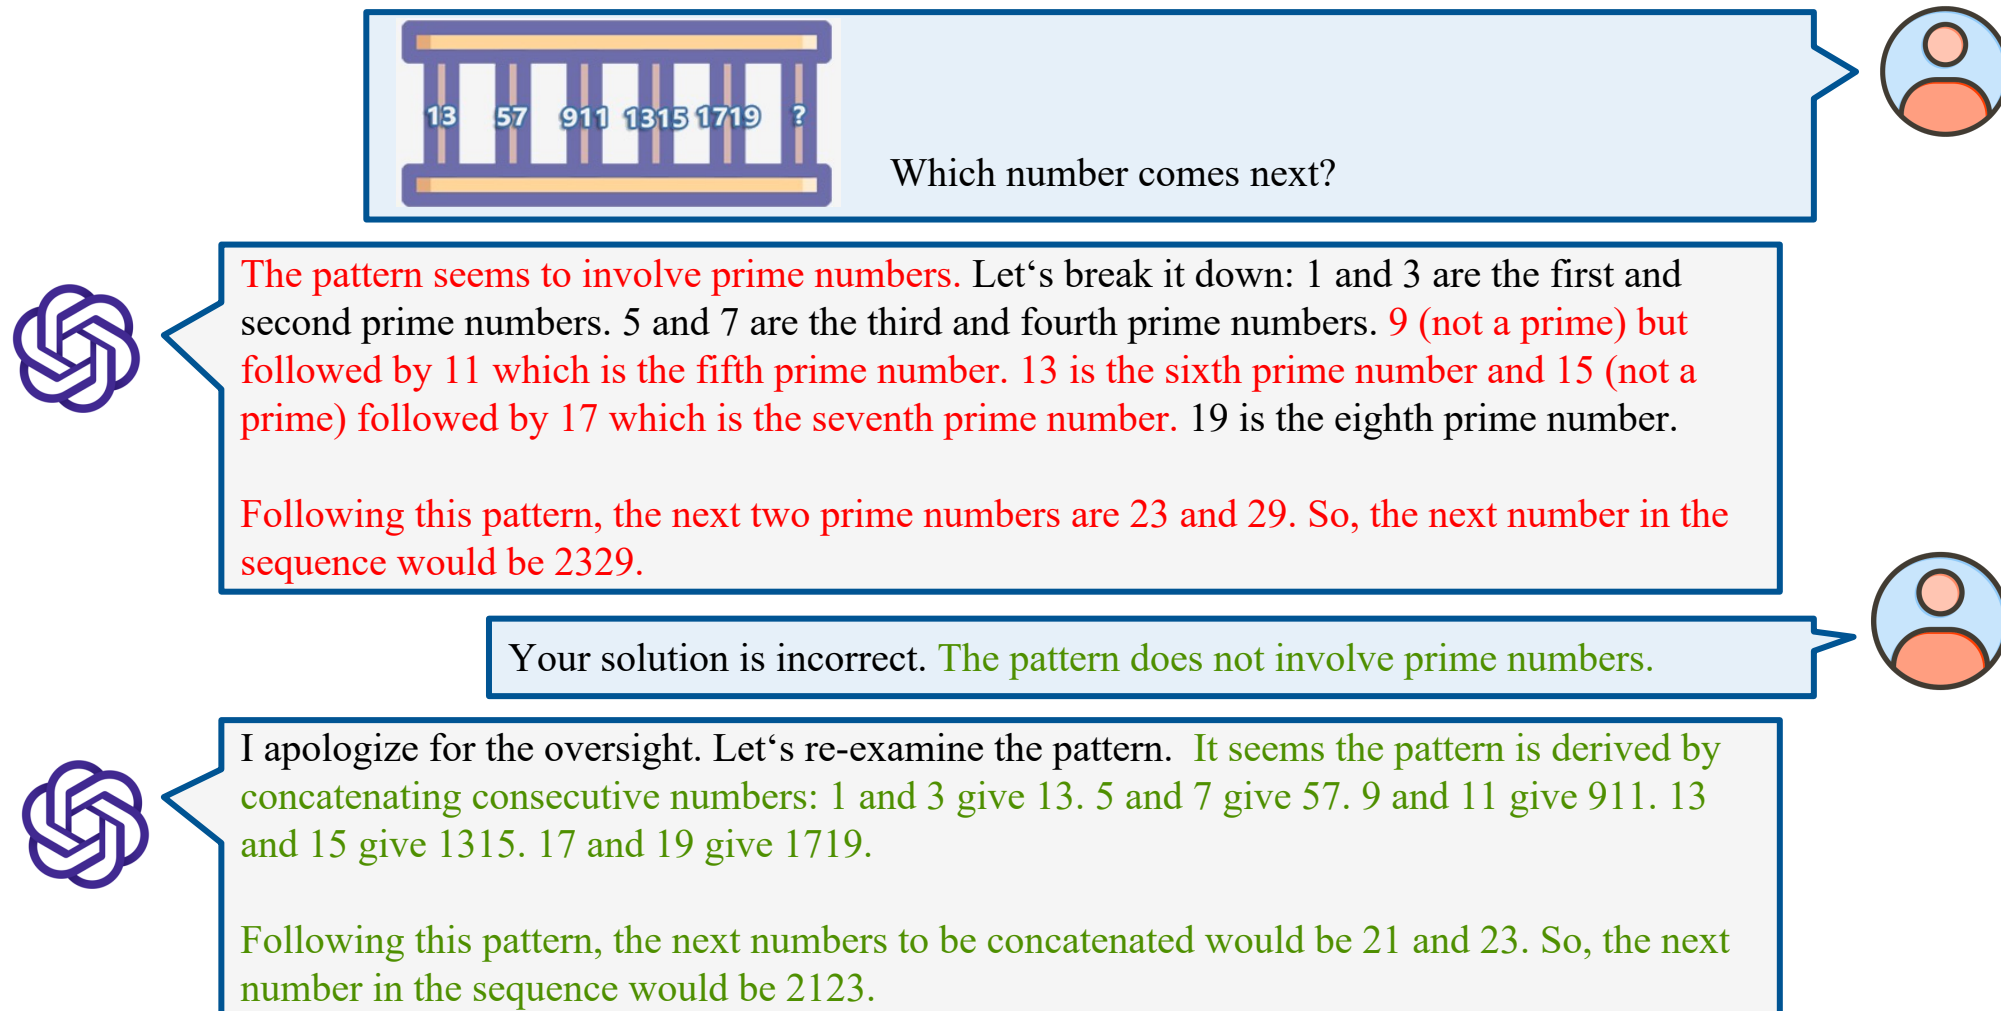 13 57 911 1315 1719 ?
Which number comes next?
The pattern seems to involve prime numbers. Let‘s break it down: 1 and 3 are the first and
second prime numbers. 5 and 7 are the third and fourth prime numbers. 9 (not a prime) but
followed by 11 which is the fifth prime number. 13 is the sixth prime number and 15 (not a
prime) followed by 17 which is the seventh prime number. 19 is the eighth prime number.
Following this pattern, the next two prime numbers are 23 and 29. So, the next number in the
sequence would be 2329.
Your solution is incorrect. The pattern does not involve prime numbers.
I apologize for the oversight. Let‘s re-examine the pattern. It seems the pattern is derived by
concatenating consecutive numbers: 1 and 3 give 13. 5 and 7 give 57. 9 and 11 give 911. 13
and 15 give 1315. 17 and 19 give 1719.
Following this pattern, the next numbers to be concatenated would be 21 and 23. So, the next
number in the sequence would be 2123.